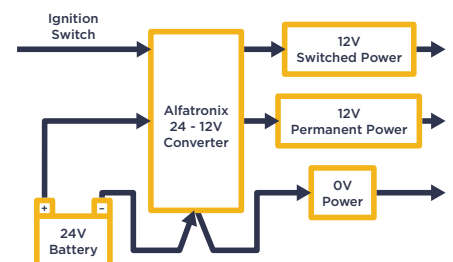 Ignition
Switch
12V
Switched Power
Alfatronix
24 - 12V
Converter
12V
Permanent Power
0V
Power
+
–
24V
Battery